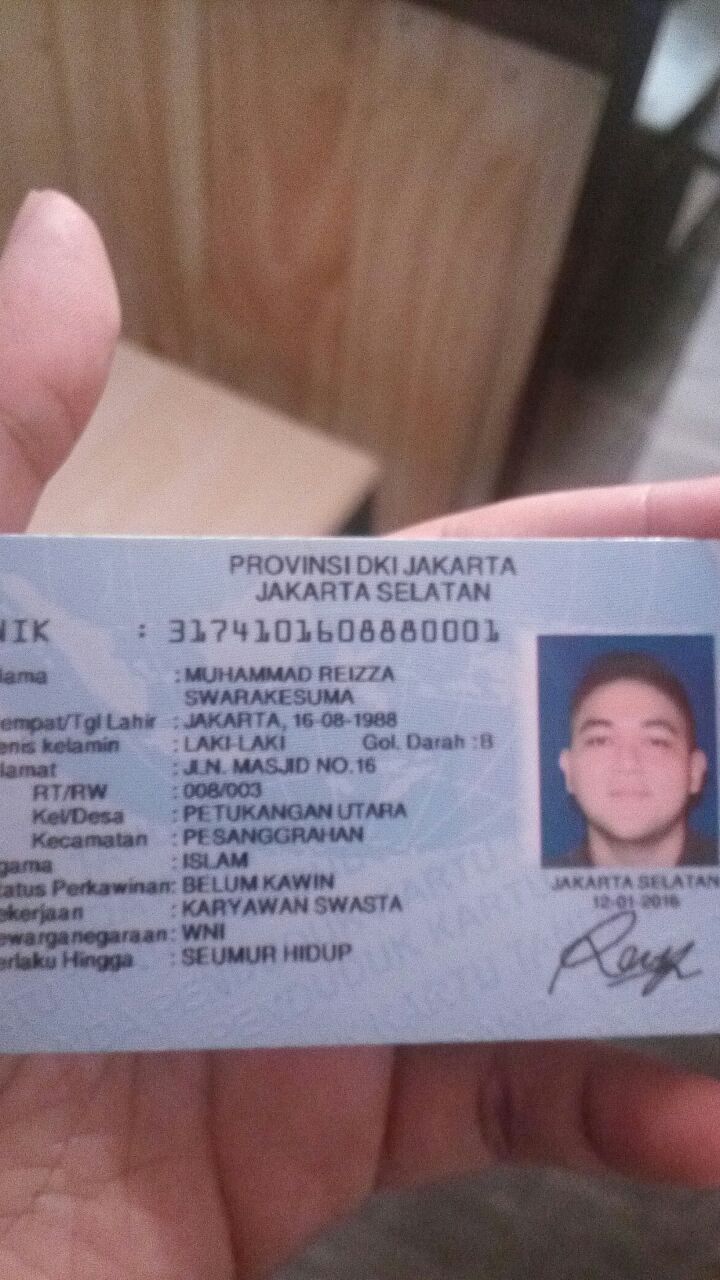 PROVINSI DKI JAKARTA
JAKARTA SELATAN
NIK : 3174101608880001
ama : MUHAMMAD REIZZA
SWARAKESUMA
empat/Tgl Lahir : JAKARTA, 16-08-1988
enis kelamin : LAKI-LAKI Gol. Darah : B
lamat : JLN. MASJID NO.16
RT/RW : 008/003
Kel/Desa : PETUKANGAN UTARA
Kecamatan : PESANGGRAHAN
gama : ISLAM
tatus Perkawinan: BELUM KAWIN
ekerjaan : KARYAWAN SWASTA
ewarganegaraan: WNI
erlaku Hingga : SEUMUR HIDUP
JAKARTA SELATAN
12-01-2016